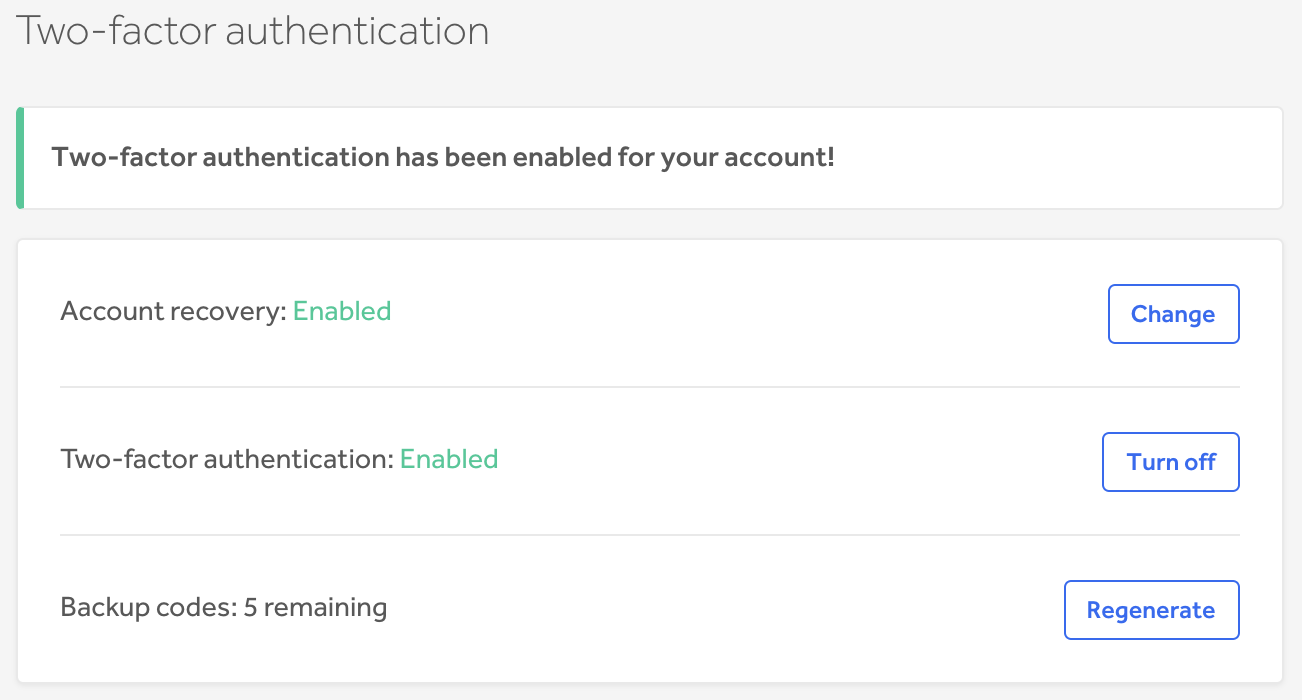 Two-factor authentication
Two-factor authentication has been enabled for your account!
Account recovery: Enabled
Change
Two-factor authentication: Enabled
Turn off
Backup codes: 5 remaining
Regenerate